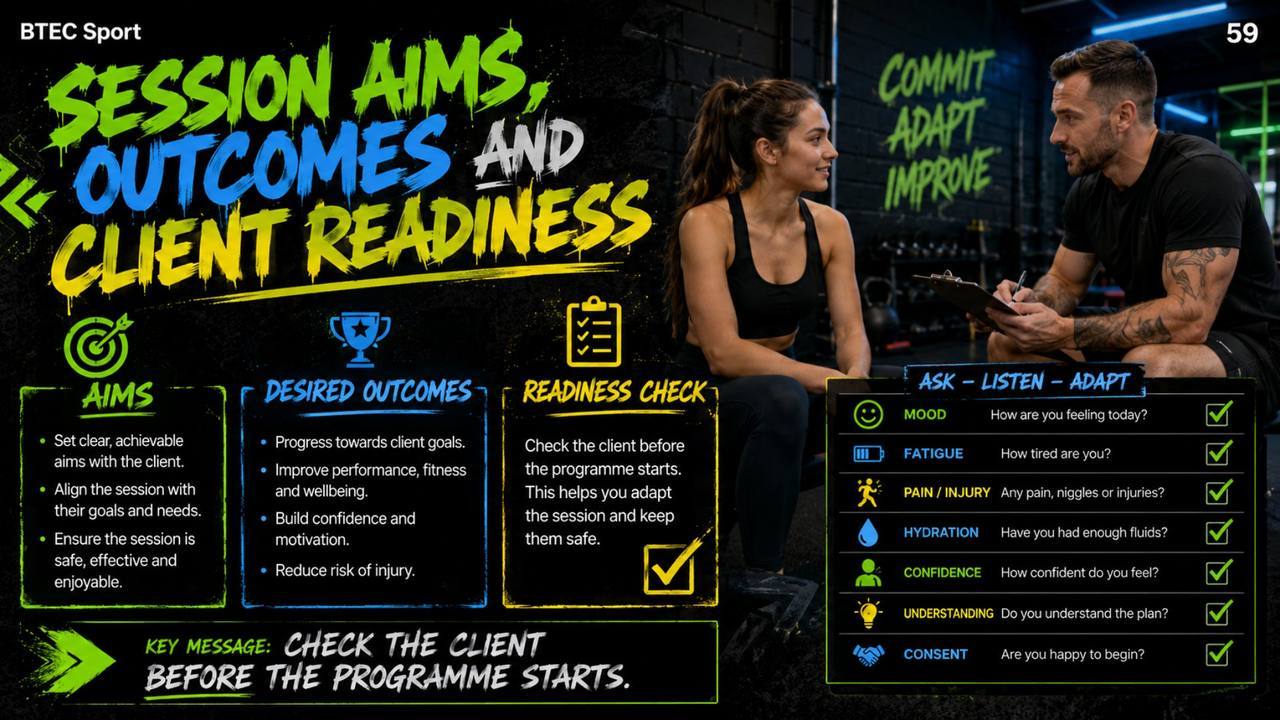 BTEC Sport
59
SESSION AIMS,
OUTCOMES AND
CLIENT READINESS
COMMIT
ADAPT
IMPROVE
AIMS
• Set clear, achievable
aims with the client.
• Align the session with
their goals and needs.
• Ensure the session is
safe, effective and
enjoyable.
DESIRED OUTCOMES
• Progress towards client goals.
• Improve performance, fitness
and wellbeing.
• Build confidence and
motivation.
• Reduce risk of injury.
READINESS CHECK
Check the client before
the programme starts.
This helps you adapt
the session and keep
them safe.
ASK – LISTEN – ADAPT
MOOD How are you feeling today?
FATIGUE How tired are you?
PAIN / INJURY Any pain, niggles or injuries?
HYDRATION Have you had enough fluids?
CONFIDENCE How confident do you feel?
UNDERSTANDING Do you understand the plan?
CONSENT Are you happy to begin?
KEY MESSAGE: CHECK THE CLIENT
BEFORE THE PROGRAMME STARTS.